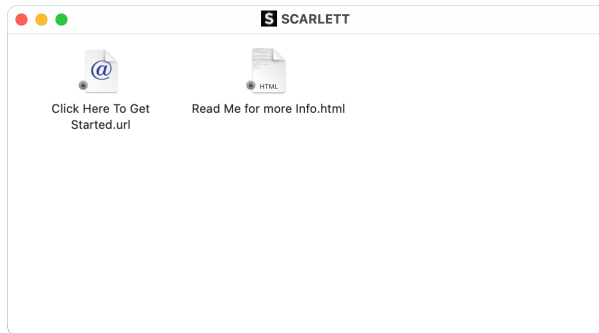 S SCARLETT
@
HTML
Click Here To Get
Started.url
Read Me for more Info.html